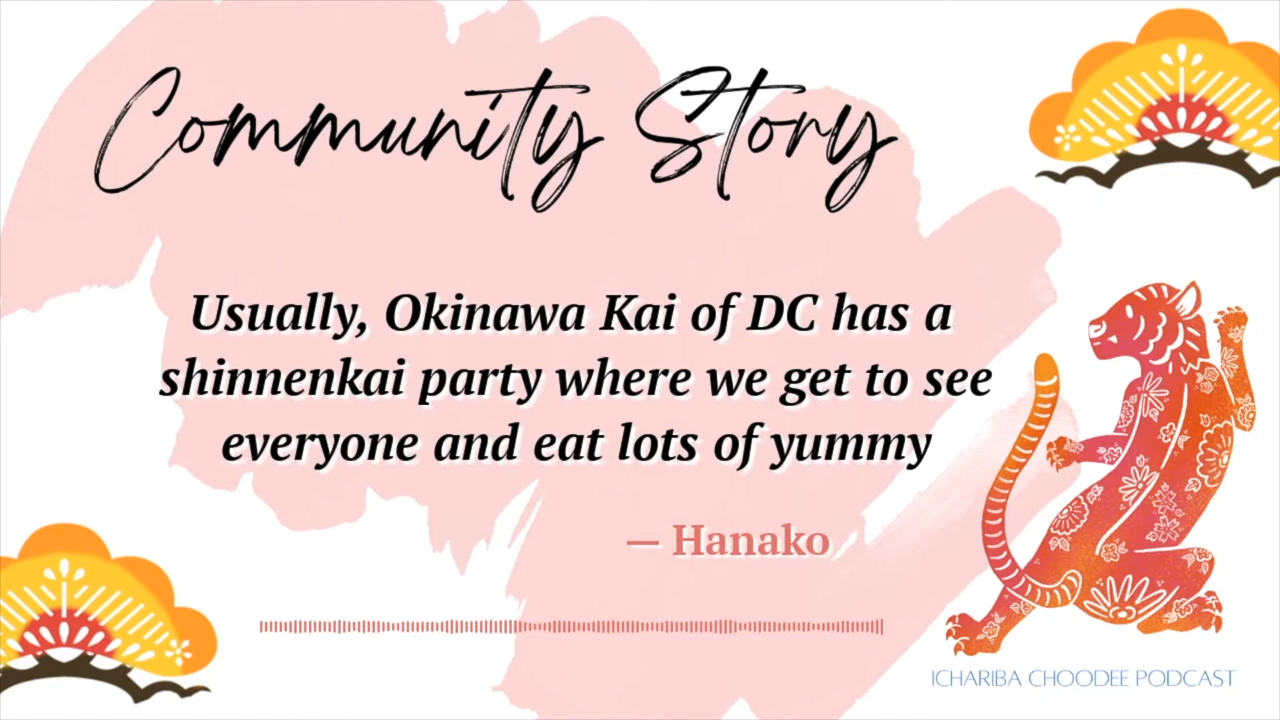 Community Story
Usually, Okinawa Kai of DC has a
shinnenkai party where we get to see
everyone and eat lots of yummy
— Hanako
ICHARIBA CHOODEE PODCAST